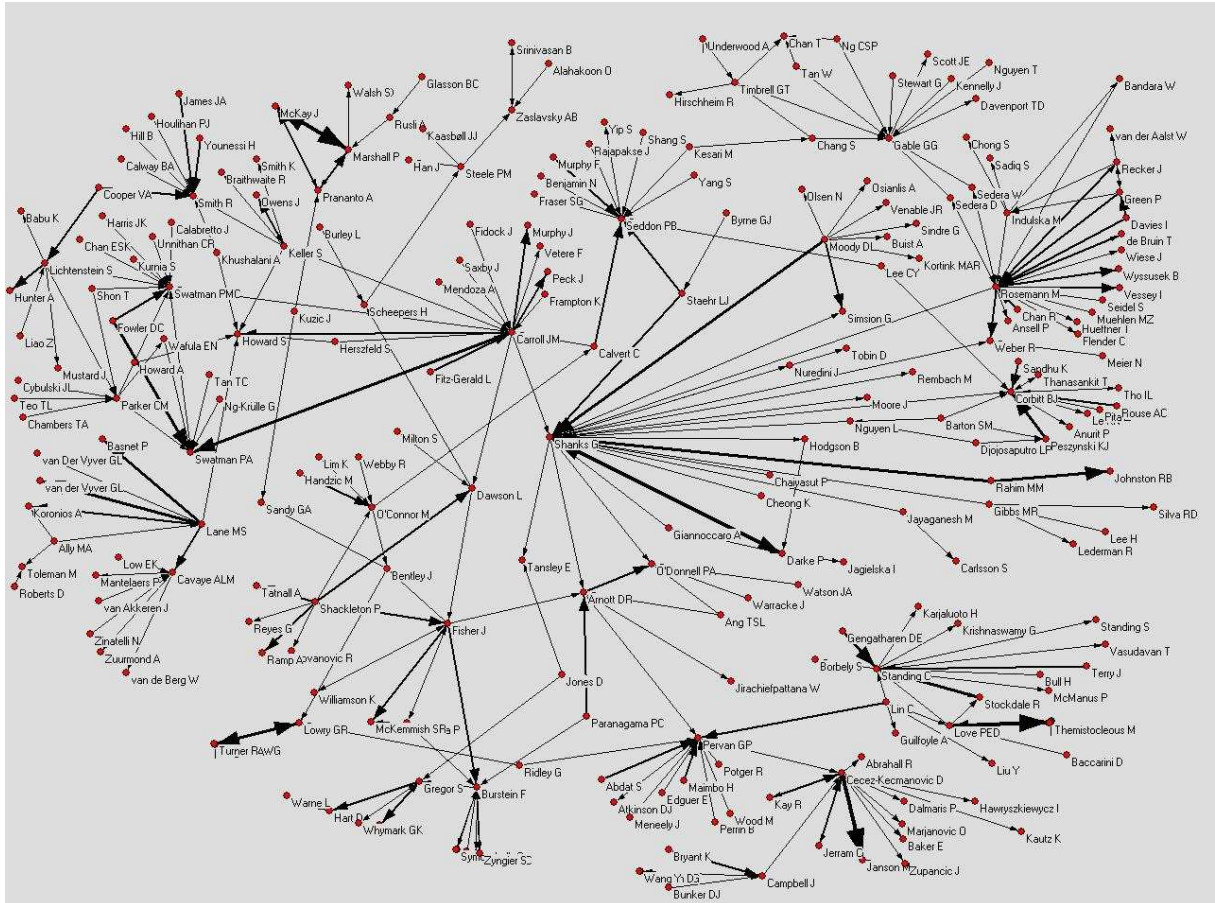 Underwood A
Chan T
Ng CSP
Srinivasan B
Alahakoon O
Scott JE
Nguyen T
Tan W
Stewart G
Kennelly J
Bandara W
James JA
Walsh SO
Glasson BC
Timbrell GT
Hirschheim R
Davenport TD
Houlihan PJ
Hill B
McKay J
Rusli A
Zaslavsky AB
Yip S
Shang S
Younessi H
Kaasbøll JJ
Rajapakse J
Kesari M
Chang S
Gable GG
Chong S
van der Aalst W
Calway BA
Smith K
Marshall P
Han J
Steele PM
Murphy F
Sadiq S
Recker J
Braithwaite R
Benjamin N
Yang S
Osianlis A
Sedera W
Cooper VA
Smith R
Owens J
Prananto A
Fraser SG
Olsen N
Sedera D
Green P
Babu K
Harris JK
Calabretto J
Seddon PB
Byrne GJ
Venable JR
Indulska M
Davies I
Chan ESK
Unnithan CR
Burley L
Fidock J
Murphy J
Moody DL
Sindre G
de Bruin T
Kurnia S
Khushalani A
Keller S
Vetere F
Buist A
Wiese J
Lichtenstein S
Saxby J
Lee CY
Kortink MAR
Wyssusek B
Hunter A
Shon T
Swatman PMC
Mendoza A
Peck J
Rosemann M
Vessey I
Frampton K
Staehr LJ
Seidel S
Fowler DC
Kuzic J
Scheepers H
Simsion G
Chan R
Muehlen MZ
Liao Z
Wafula EN
Howard S
Herszfeld S
Carroll JM
Ansell P
Huettner T
Flender C
Mustard J
Howard A
Calvert C
Tobin D
Weber R
Meier N
Cybulski JL
Tan TC
Fitz-Gerald L
Nuredini J
Rembach M
Sandhu K
Teo TL
Parker CM
Ng-Krülle G
Thanasankit T
Chambers TA
Moore J
Corbitt BJ
Tho IL
Rouse AC
Milton S
Nguyen L
Barton SM
Anurit P
Basnet P
Swatman PA
Shanks G
Hodgson B
Djojosaputro LP
Peszynski KJ
van Der Vyver GL
Lim K
Webby R
Chaiyasut P
Johnston RB
van der Vyver GL
Handzic M
Dawson L
Cheong K
Rahim MM
Koronios A
Sandy GA
O'Connor M
Gibbs MR
Silva RD
Lane MS
Giannoccaro A
Jayaganesh M
Ally MA
Lee H
Lederman R
Low EK
Tansley E
Darke P
Jagielska I
Carlsson S
Toleman M
Mantelaers P
Cavaye ALM
Bentley J
O'Donnell PA
Roberts D
Tatnall A
Watson JA
van Akkeren J
Shackleton P
Arnott DR
Warracke J
Reyes G
Fisher J
Ang TSL
Karjaluoto H
Krishnaswamy G
Standing S
Zinatelli N
Gengatharen DE
Zuurmond A
Ramp A
ovanovic R
Borbely S
Vasudavan T
van de Berg W
Standing C
Terry J
Bull H
Williamson K
Jones D
Jirachiefpattana W
McManus P
Stockdale R
Lowry GR
McKemmish SRa P
Paranagama PC
Lin C
Turner RAWG
Pervan GP
Guilfoyle A
Love PED
Themistocleous M
Ridley G
Abrahall R
Liu Y
Baccarini D
Gregor S
Burstein F
Abdat S
Potger R
Cecez-Kecmanovic D
Warne L
Maimbo H
Edguer E
Kay R
Dalmaris P
Hawryszkiewycz I
Hart D
Atkinson DJ
Wood M
Marjanovic O
Kautz K
Whymark GK
Meneely J
Perrin B
Baker E
Zyngier SD
Bryant K
Jerram C
Janson M
Zupancic J
Wang Yi DG
Campbell J
Bunker DJ